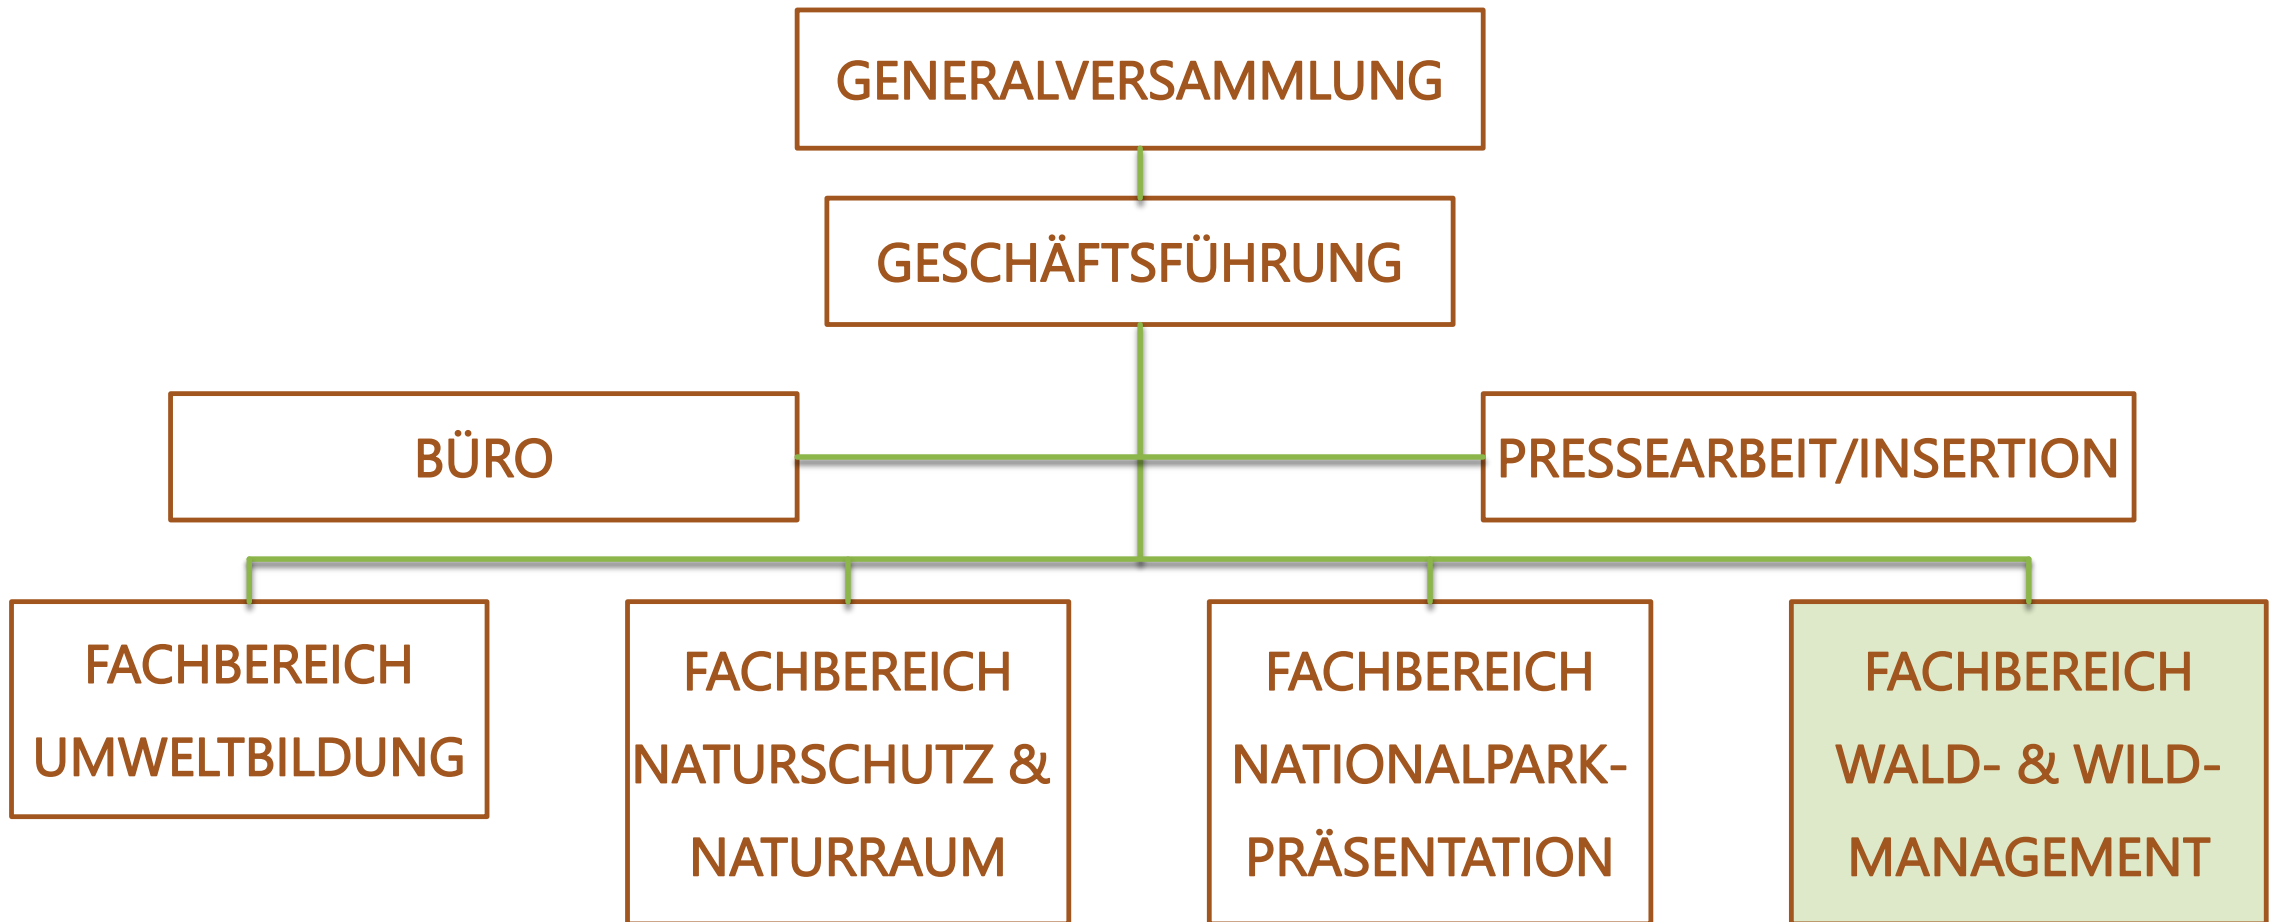 GENERALVERSAMMLUNG
GESCHÄFTSFÜHRUNG
BÜRO
PRESSEARBEIT/INSERTION
FACHBEREICH
UMWELTBILDUNG
FACHBEREICH
NATURSCHUTZ &
NATURRAUM
FACHBEREICH
NATIONALPARK-
PRÄSENTATION
FACHBEREICH
WALD- & WILD-
MANAGEMENT